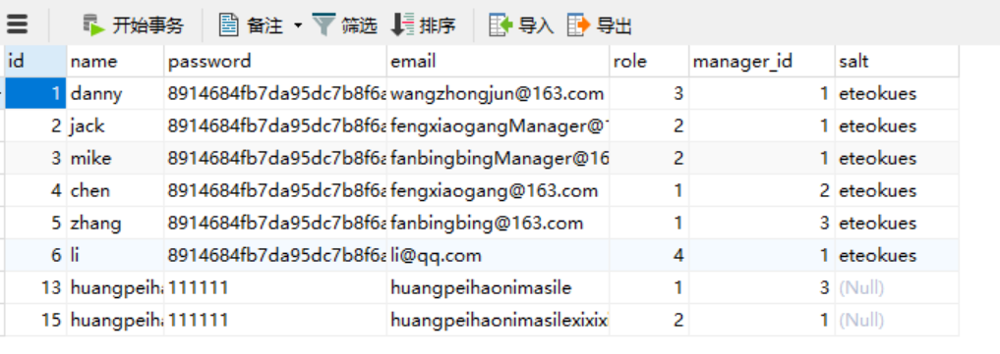 开始事务 备注 筛选 排序 导入 导出
id name password email role manager_id salt
1 danny 8914684fb7da95dc7b8f6a wangzhongjun@163.com 3 1 eteokues
2 jack 8914684fb7da95dc7b8f6a fengxiaogangManager@ 2 1 eteokues
3 mike 8914684fb7da95dc7b8f6a fanbingbingManager@16 2 1 eteokues
4 chen 8914684fb7da95dc7b8f6a fengxiaogang@163.com 1 2 eteokues
5 zhang 8914684fb7da95dc7b8f6a fanbingbing@163.com 1 3 eteokues
6 li 8914684fb7da95dc7b8f6a li@qq.com 4 1 eteokues
13 huangpeih 111111 huangpeihaonimasile 1 3 (Null)
15 huangpeih 111111 huangpeihaonimasilexixix 2 1 (Null)